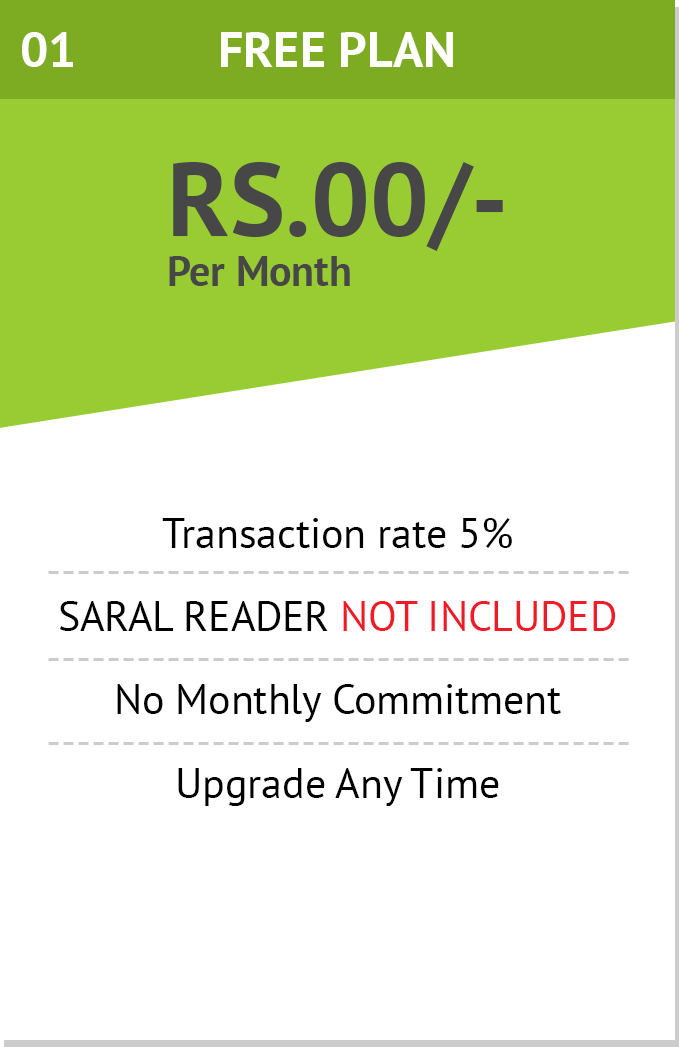 01 FREE PLAN
RS.00/-
Per Month
Transaction rate 5%
SARAL READER NOT INCLUDED
No Monthly Commitment
Upgrade Any Time